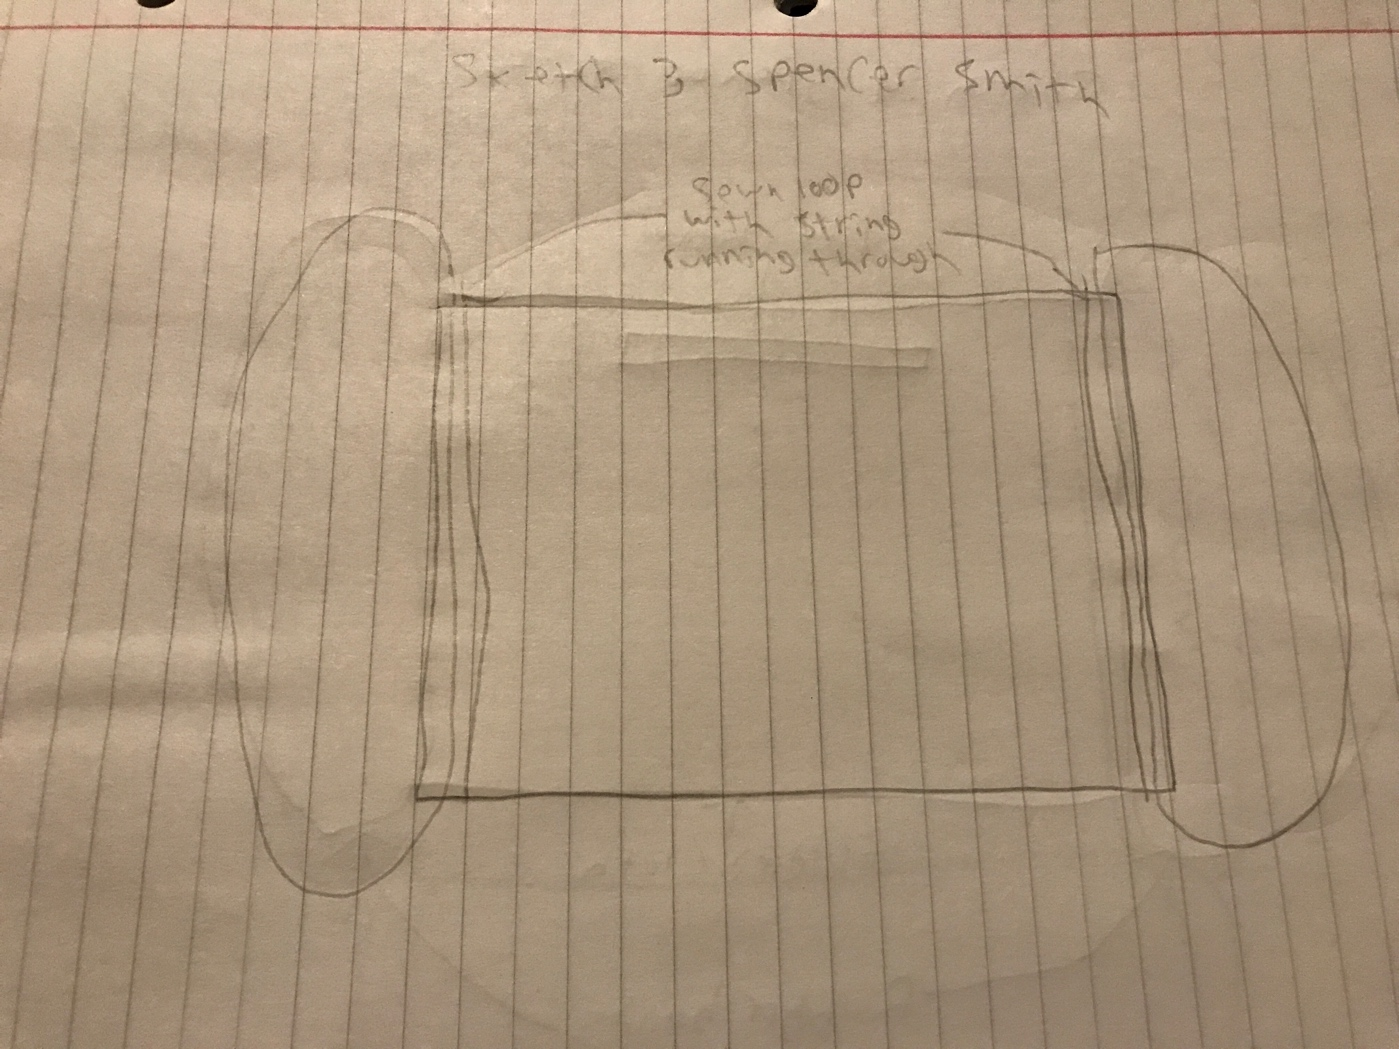 Sketch 3 Spencer Smith
Sewn loop
with string
running through